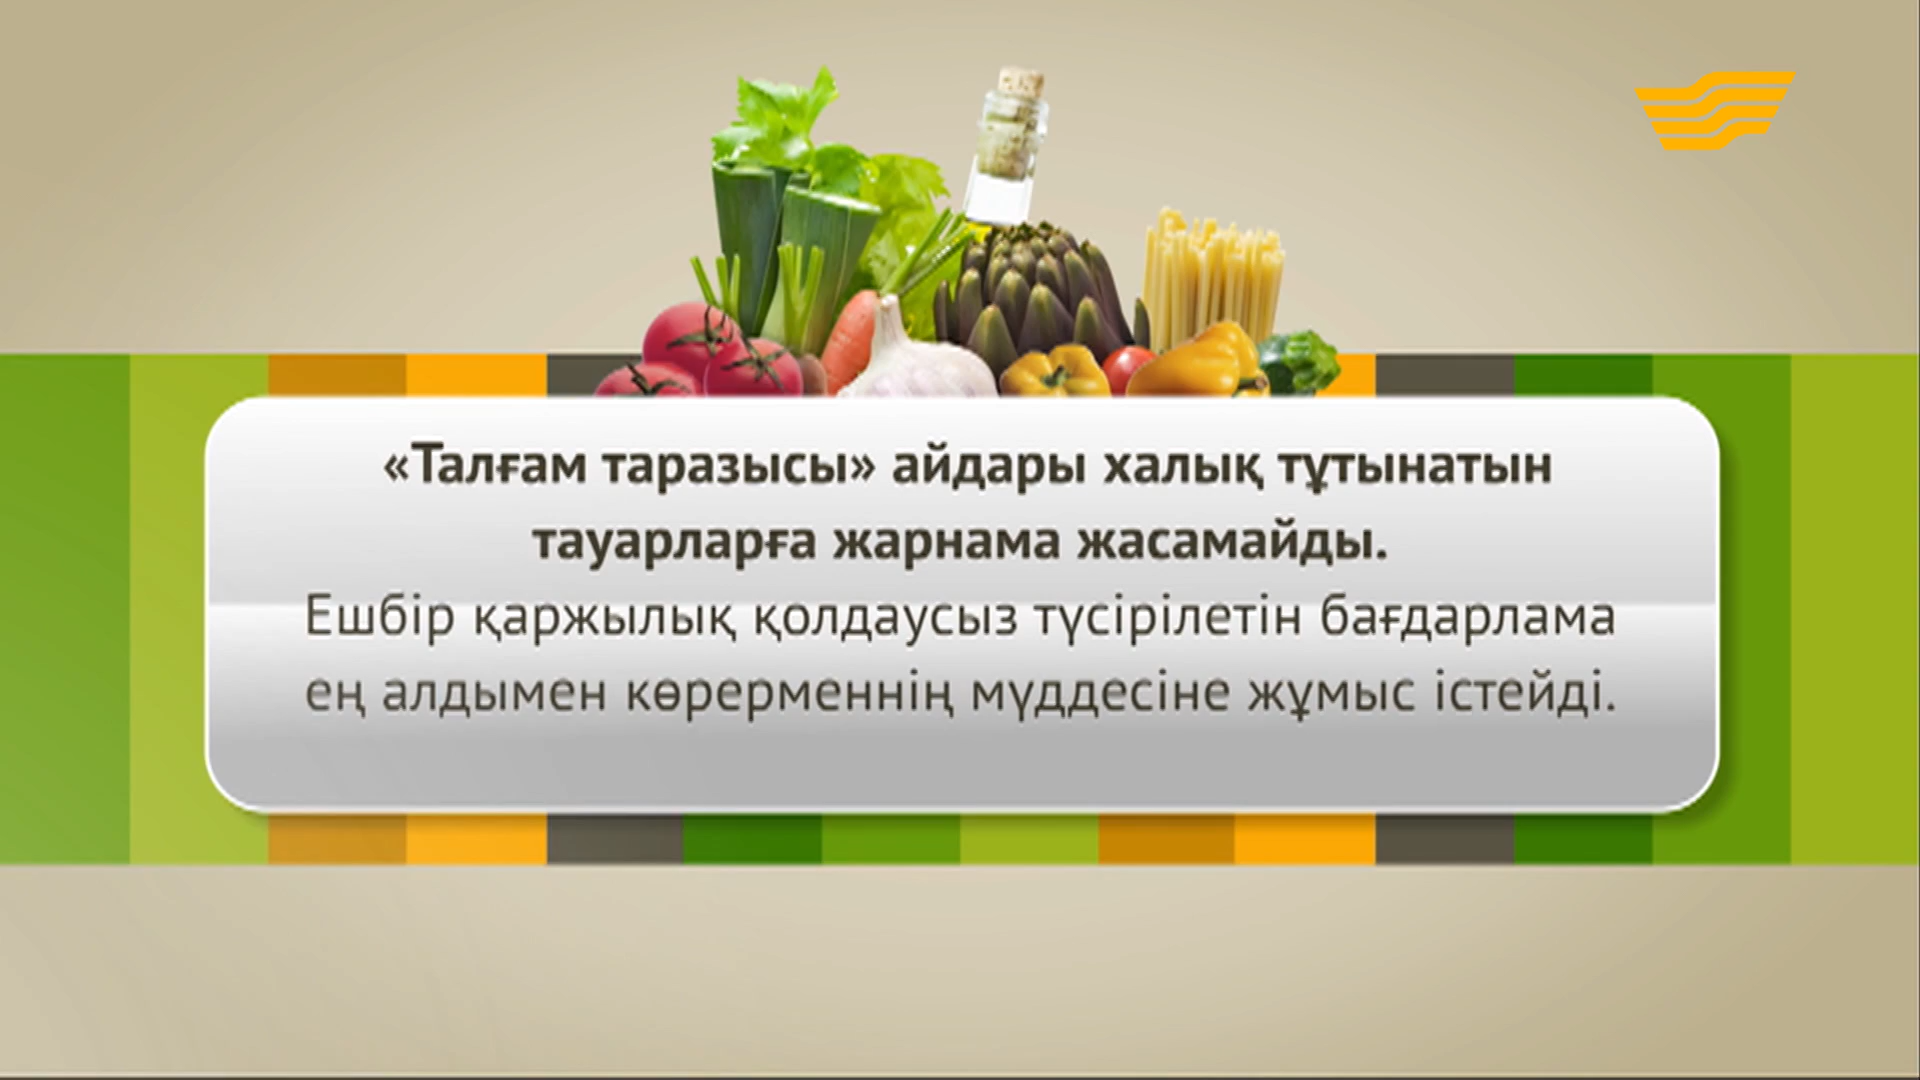 «Талғам таразысы» айдары халық тұтынатын
тауарларға жарнама жасамайды.
Ешбір қаржылық қолдаусыз түсірілетін бағдарлама
ең алдымен көрерменнің мүддесіне жұмыс істейді.